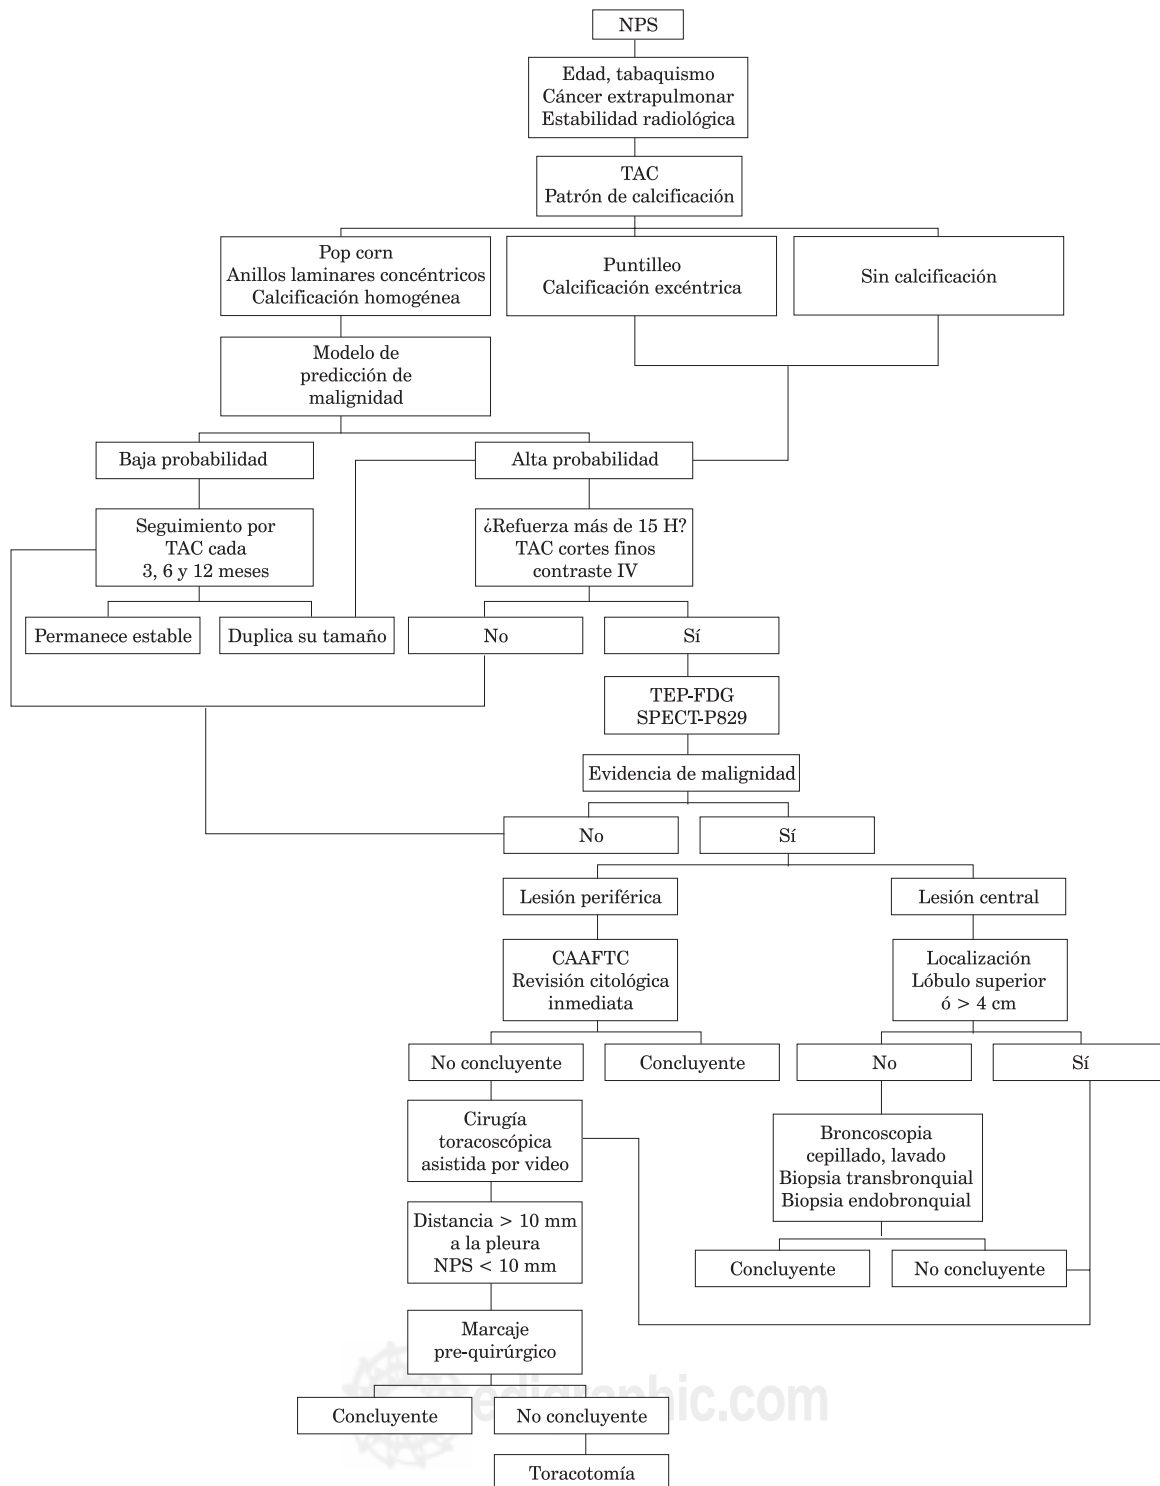 NPS
Edad, tabaquismo
Cáncer extrapulmonar
Estabilidad radiológica
TAC
Patrón de calcificación
Pop corn
Anillos laminares concéntricos
Calcificación homogénea
Puntilleo
Calcificación excéntrica
Sin calcificación
Modelo de
predicción de
malignidad
Baja probabilidad
Alta probabilidad
Seguimiento por
TAC cada
3, 6 y 12 meses
¿Refuerza más de 15 H?
TAC cortes finos
contraste IV
Permanece estable
Duplica su tamaño
No
Sí
TEP-FDG
SPECT-P829
Evidencia de malignidad
No
Sí
Lesión periférica
Lesión central
CAAFTC
Revisión citológica
inmediata
Localización
Lóbulo superior
ó > 4 cm
No concluyente
Concluyente
No
Sí
Cirugía
toracoscópica
asistida por video
Broncoscopia
cepillado, lavado
Biopsia transbronquial
Biopsia endobronquial
Distancia > 10 mm
a la pleura
NPS < 10 mm
Concluyente
No concluyente
Marcaje
pre-quirúrgico
edigraphic.com
Concluyente
No concluyente
Toracotomía